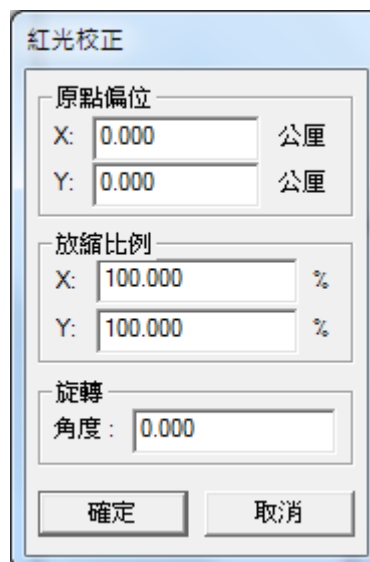 紅光校正
原點偏位
X: 0.000 公厘
Y: 0.000 公厘
放縮比例
X: 100.000 %
Y: 100.000 %
旋轉
角度 : 0.000
確定 取消